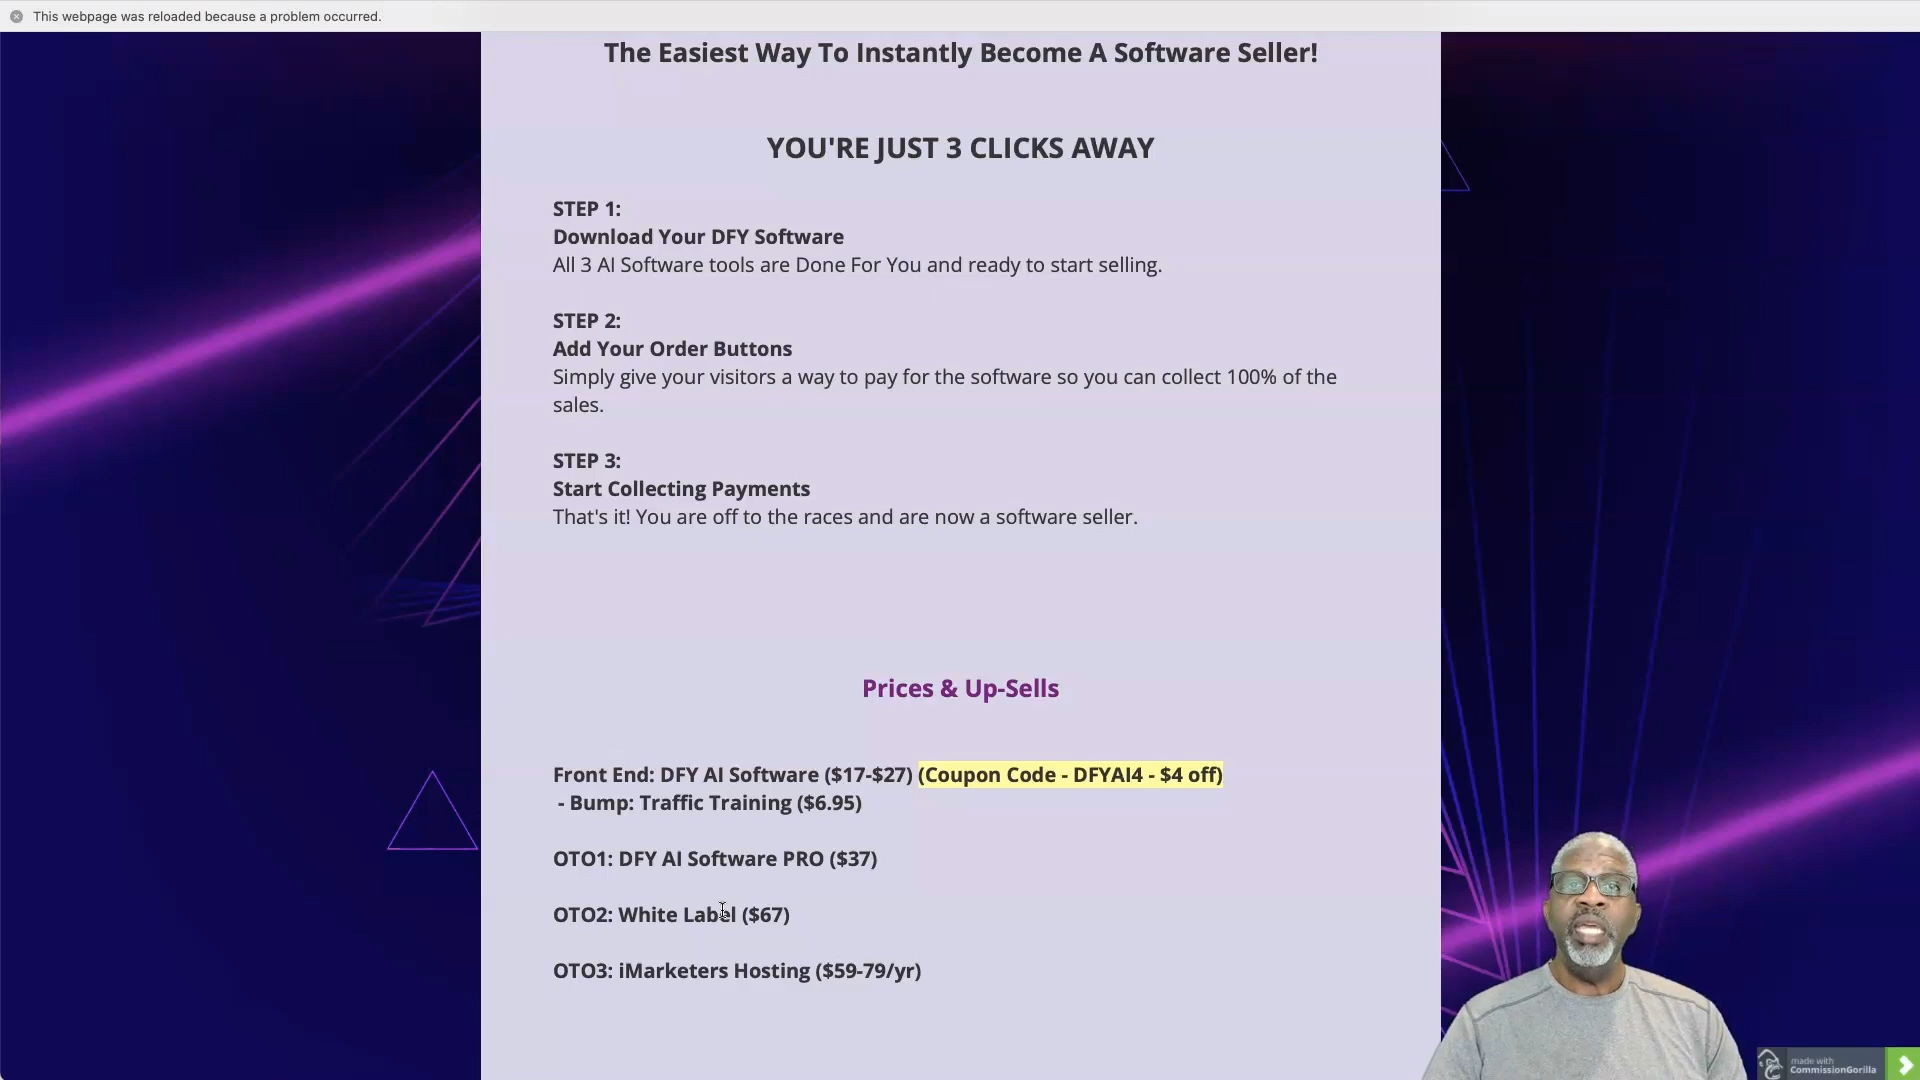 This webpage was reloaded because a problem occurred.
The Easiest Way To Instantly Become A Software Seller!
YOU'RE JUST 3 CLICKS AWAY
STEP 1:
Download Your DFY Software
All 3 AI Software tools are Done For You and ready to start selling.
STEP 2:
Add Your Order Buttons
Simply give your visitors a way to pay for the software so you can collect 100% of the
sales.
STEP 3:
Start Collecting Payments
That's it! You are off to the races and are now a software seller.
Prices & Up-Sells
Front End: DFY AI Software ($17-$27) (Coupon Code - DFYAI4 - $4 off)
- Bump: Traffic Training ($6.95)
OTO1: DFY AI Software PRO ($37)
OTO2: White Label ($67)
OTO3: iMarketers Hosting ($59-79/yr)
made with
CommissionGorilla